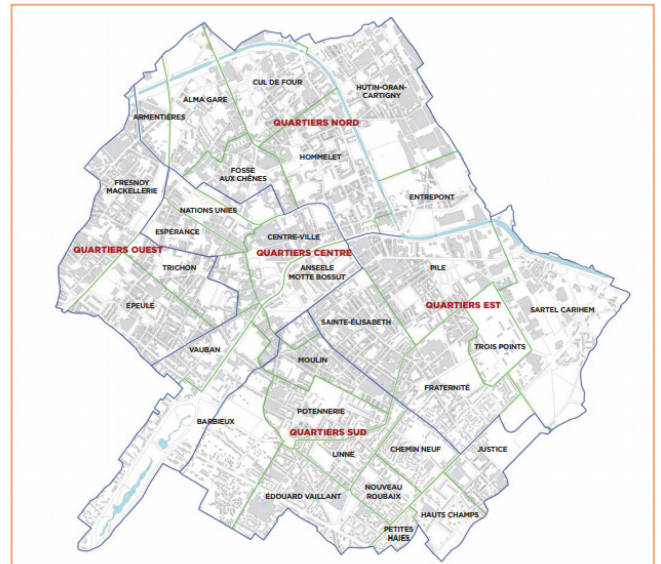 CUL DE FOUR
HUTIN-ORAN-
CARTIGNY
ALMA GARE
ARMENTIÈRES
QUARTIERS NORD
HOMMELET
FOSSE
AUX CHÊNES
FRESNOY
MACKELLERIE
ENTREPONT
NATIONS UNIES
ESPÉRANCE
CENTRE-VILLE
QUARTIERS OUEST
QUARTIERS CENTRE
TRICHON
ANSEELE
MOTTE BOSSUT
PILE
ÉPEULE
QUARTIERS EST
SARTEL CARIHEM
SAINTE-ÉLISABETH
VAUBAN
TROIS POINTS
MOULIN
FRATERNITÉ
POTENNERIE
BARBIEUX
QUARTIERS SUD
LINNÉ
CHEMIN NEUF
JUSTICE
ÉDOUARD VAILLANT
NOUVEAU
ROUBAIX
HAUTS CHAMPS
PETITES
HAIES